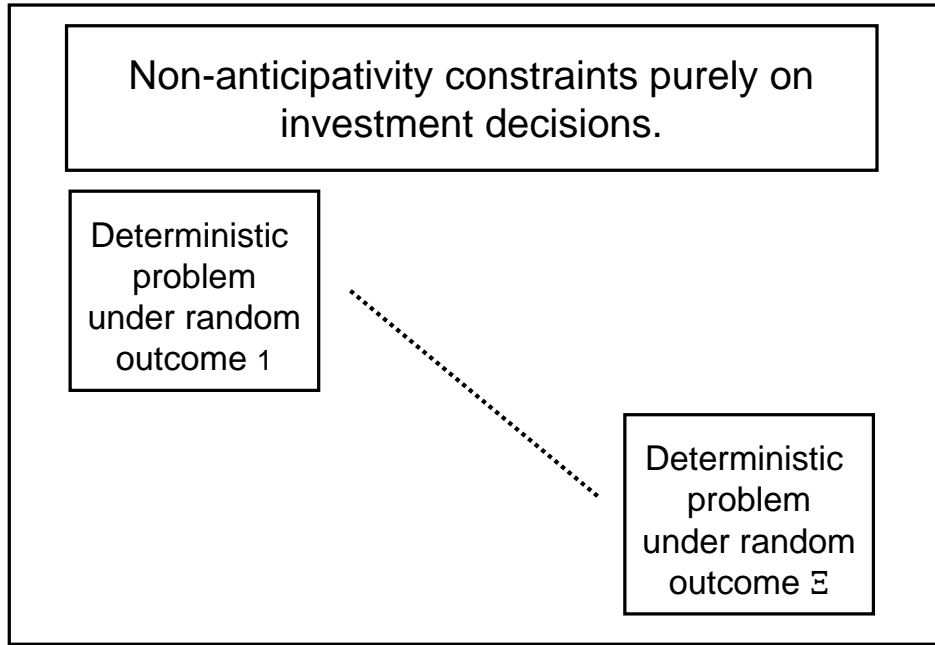 Non-anticipativity constraints purely on
investment decisions.
Deterministic
problem
under random
outcome 1
Deterministic
problem
under random
outcome Ξ